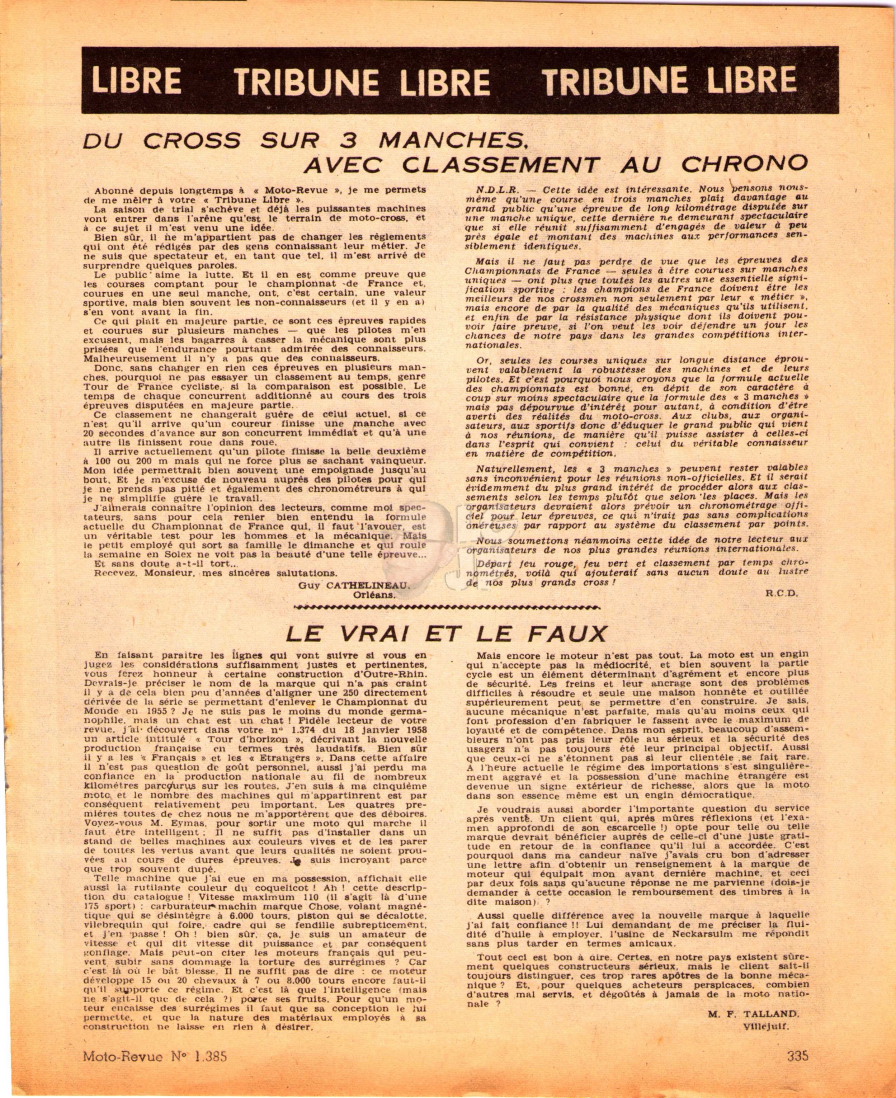 LIBRE TRIBUNE LIBRE TRIBUNE LIBRE
DU CROSS SUR 3 MANCHES,
AVEC CLASSEMENT AU CHRONO
Abonné depuis longtemps à « Moto-Revue », je me permets
de me mêler à votre « Tribune Libre ».
La saison de trial s'achève et déjà les puissantes machines
vont entrer dans l'arène qu'est le terrain de moto-cross, et
à ce sujet il m'est venu une idée.
Bien sûr, il ne m'appartient pas de changer les règlements
qui ont été rédigés par des gens connaissant leur métier. Je
ne suis que spectateur et, en tant que tel, il m'est arrivé de
surprendre quelques paroles.
Le public aime la lutte. Et il en est comme preuve que
les courses comptant pour le championnat de France et,
courues en une seule manche, ont, c'est certain, une valeur
sportive, mais bien souvent les non-connaisseurs (et il y en a)
s'en vont avant la fin.
Ce qui plaît en majeure partie, ce sont ces épreuves rapides
et courues sur plusieurs manches — que les pilotes m'en
excusent, mais les bagarres à casser la mécanique sont plus
prisées que l'endurance pourtant admirée des connaisseurs.
Malheureusement il n'y a pas que des connaisseurs.
Donc, sans changer en rien ces épreuves en plusieurs man-
ches, pourquoi ne pas essayer un classement au temps, genre
Tour de France cycliste, si la comparaison est possible. Le
temps de chaque concurrent additionné au cours des trois
épreuves disputées en majeure partie.
Ce classement ne changerait guère de celui actuel, si ce
n'est qu'il arrive qu'un coureur finisse une manche avec
20 secondes d'avance sur son concurrent immédiat et qu'à une
autre ils finissent roue dans roue.
Il arrive actuellement qu'un pilote finisse la belle deuxième
à 100 ou 200 m mais qui ne force plus se sachant vainqueur.
Mon idée permettrait bien souvent une empoignade jusqu'au
bout. Et je m'excuse de nouveau auprès des pilotes pour qui
je ne prends pas pitié et également des chronométreurs à qui
je ne simplifie guère le travail.
J'aimerais connaître l'opinion des lecteurs, comme moi spec-
tateurs, sans pour cela renier bien entendu la formule
actuelle du Championnat de France qui, il faut l'avouer, est
un véritable test pour les hommes et la mécanique. Mais
le petit employé qui sort sa famille le dimanche et qui roule
la semaine en Solex ne voit pas la beauté d'une telle épreuve...
Et sans doute a-t-il tort...
Recevez, Monsieur, mes sincères salutations.
Guy CATHELINEAU.
Orléans.
N.D.L.R. — Cette idée est intéressante. Nous pensons nous-
même qu'une course en trois manches plaît davantage au
grand public qu'une épreuve de long kilométrage disputée sur
une manche unique, cette dernière ne demeurant spectaculaire
que si elle réunit suffisamment d'engagés de valeur à peu
près égale et montant des machines aux performances sen-
siblement identiques.
Mais il ne faut pas perdre de vue que les épreuves des
Championnats de France — seules à être courues sur manches
uniques — ont plus que toutes les autres une essentielle signi-
fication sportive : les champions de France doivent être les
meilleurs de nos crossmen non seulement par leur « métier »,
mais encore de par la qualité des mécaniques qu'ils utilisent,
et enfin de par la résistance physique dont ils doivent pou-
voir faire preuve, si l'on veut les voir défendre un jour les
chances de notre pays dans les grandes compétitions inter-
nationales.
Or, seules les courses uniques sur longue distance éprou-
vent valablement la robustesse des machines et de leurs
pilotes. Et c'est pourquoi nous croyons que la formule actuelle
des championnats est bonne, en dépit de son caractère à
coup sur moins spectaculaire que la formule des « 3 manches »
mais pas dépourvue d'intérêt pour autant, à condition d'être
averti des réalités du moto-cross. Aux clubs, aux organi-
sateurs, aux sportifs donc d'éduquer le grand public qui vient
à nos réunions, de manière qu'il puisse assister à celles-ci
dans l'esprit qui convient : celui du véritable connaisseur
en matière de compétition.
Naturellement, les « 3 manches » peuvent rester valables
sans inconvénient pour les réunions non-officielles. Et il serait
évidemment du plus grand intérêt de procéder alors aux clas-
sements selon les temps plutôt que selon les places. Mais les
organisateurs devraient alors prévoir un chronométrage offi-
ciel pour leur épreuves, ce qui n'irait pas sans complications
onéreuses par rapport au système du classement par points.
Nous soumettons néanmoins cette idée de notre lecteur aux
organisateurs de nos plus grandes réunions internationales.
Départ feu rouge, feu vert et classement par temps chro-
nométrés, voilà qui ajouterait sans aucun doute au lustre
de nos plus grands cross !
R.C.D.
LE VRAI ET LE FAUX
En faisant paraître les lignes qui vont suivre si vous en
jugez les considérations suffisamment justes et pertinentes,
vous ferez honneur à certaine construction d'Outre-Rhin.
Devrais-je préciser le nom de la marque qui n'a pas craint
il y a de cela bien peu d'années d'aligner une 250 directement
dérivée de la série se permettant d'enlever le Championnat du
Monde en 1955 ? Je ne suis pas le moins du monde germa-
nophile, mais un chat est un chat ! Fidèle lecteur de votre
revue, j'ai découvert dans votre n° 1.374 du 18 janvier 1958
un article intitulé « Tour d'horizon », décrivant la nouvelle
production française en termes très laudatifs. Bien sûr
il y a les « Français » et les « Etrangers ». Dans cette affaire
il n'est pas question de goût personnel, aussi j'ai perdu ma
confiance en la production nationale au fil de nombreux
kilomètres parcourus sur les routes. J'en suis à ma cinquième
moto, et le nombre des machines qui m'appartinrent est par
conséquent relativement peu important. Les quatre pre-
mières toutes de chez nous ne m'apportèrent que des déboires.
Voyez-vous M. Eymas, pour sortir une moto qui marche il
faut être intelligent ; Il ne suffit pas d'installer dans un
stand de belles machines aux couleurs vives et de les parer
de toutes les vertus avant que leurs qualités ne soient prou-
vées au cours de dures épreuves. Je suis incroyant parce
que trop souvent dupé.
Telle machine que j'ai eue en ma possession, affichait elle
aussi la rutilante couleur du coquelicot ! Ah ! cette descrip-
tion du catalogue ! Vitesse maximum 110 (il s'agit là d'une
175 sport) : carburateur machin marque Chose, volant magné-
tique qui se désintègre à 6.000 tours, piston qui se décalotte,
vilebrequin qui foire, cadre qui se fendille subrepticement,
et j'en passe ! Oh ! bien sûr, ça, je suis un amateur de
vitesse et qui dit vitesse dit puissance et par conséquent
gonflage. Mais peut-on citer les moteurs français qui peu-
vent subir sans dommage la torture des surrégimes ? Car
c'est là où le bât blesse. Il ne suffit pas de dire : ce moteur
développe 15 ou 20 chevaux à 7 ou 8.000 tours encore faut-il
qu'il supporte ce régime. Et c'est là que l'intelligence (mais
ne s'agit-il que de cela ?) porte ses fruits. Pour qu'un mo-
teur encaisse des surrégimes il faut que sa conception le lui
permette, et que la nature des matériaux employés à sa
construction ne laisse en rien à désirer.
Mais encore le moteur n'est pas tout. La moto est un engin
qui n'accepte pas la médiocrité, et bien souvent la partie
cycle est un élément déterminant d'agrément et encore plus
de sécurité. Les freins et leur ancrage sont des problèmes
difficiles à résoudre et seule une maison honnête et outillée
supérieurement peut se permettre d'en construire. Je sais,
aucune mécanique n'est parfaite, mais qu'au moins ceux qui
font profession d'en fabriquer le fassent avec le maximum de
loyauté et de compétence. Dans mon esprit, beaucoup d'assem-
bleurs n'ont pas pris leur rôle au sérieux et la sécurité des
usagers n'a pas toujours été leur principal objectif. Aussi
que ceux-ci ne s'étonnent pas si leur clientèle se fait rare.
A l'heure actuelle le régime des importations s'est singulière-
ment aggravé et la possession d'une machine étrangère est
devenue un signe extérieur de richesse, alors que la moto
dans son essence même est un engin démocratique.
Je voudrais aussi aborder l'importante question du service
après vente. Un client qui, après mûres réflexions (et l'exa-
men approfondi de son escarcelle !) opte pour telle ou telle
marque devrait bénéficier auprès de celle-ci d'une juste grati-
tude en retour de la confiance qu'il lui a accordée. C'est
pourquoi dans ma candeur naïve j'avais cru bon d'adresser
une lettre afin d'obtenir un renseignement à la marque de
moteur qui équipait mon avant dernière machine, et ceci
par deux fois sans qu'aucune réponse ne me parvienne (dois-je
demander à cette occasion le remboursement des timbres à la
dite maison) ?
Aussi quelle différence avec la nouvelle marque à laquelle
j'ai fait confiance !! Lui demandant de me préciser la flui-
dité d'huile à employer, l'usine de Neckarsulm me répondit
sans plus tarder en termes amicaux.
Tout ceci est bon à dire. Certes, en notre pays existent sûre-
ment quelques constructeurs sérieux, mais le client sait-il
toujours distinguer, ces trop rares apôtres de la bonne méca-
nique ? Et, pour quelques acheteurs perspicaces, combien
d'autres mal servis, et dégoûtés à jamais de la moto natio-
nale ?
M. F. TALLAND,
Villejuif.
Moto-Revue N° 1.385
335